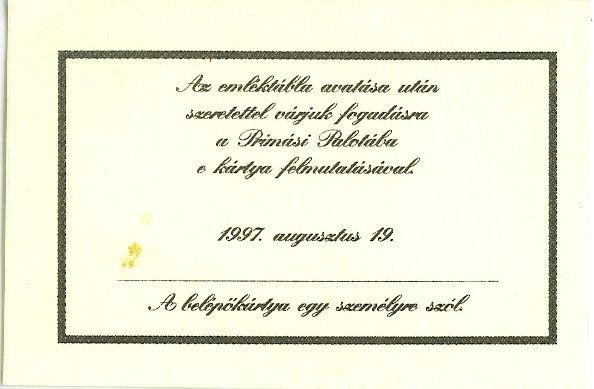 Az emléktábla avatása után
szeretettel várjuk fogadásra
a Prímási Palotába
e kártya felmutatásával.
1997. augusztus 19.
A belépőkártya egy személyre szól.